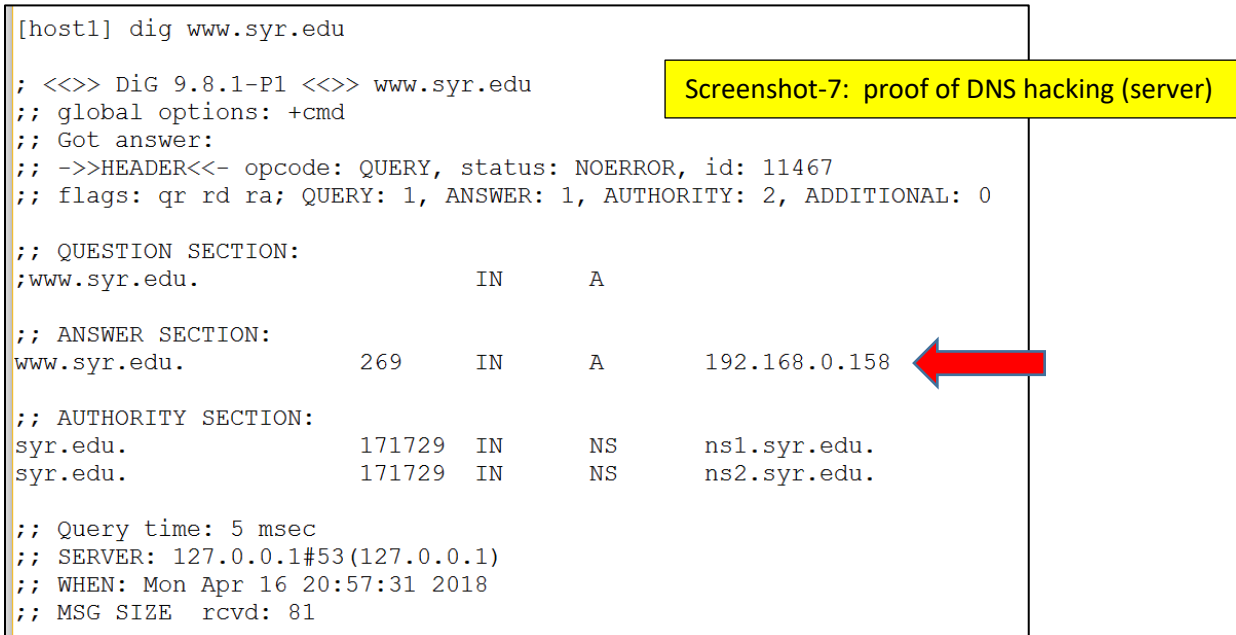 [host1] dig www.syr.edu
; <<>> DiG 9.8.1-P1 <<>> www.syr.edu
Screenshot-7: proof of DNS hacking (server)
;; global options: +cmd
;; Got answer:
;; ->>HEADER<<- opcode: QUERY, status: NOERROR, id: 11467
;; flags: qr rd ra; QUERY: 1, ANSWER: 1, AUTHORITY: 2, ADDITIONAL: 0
;; QUESTION SECTION:
;www.syr.edu. IN A
;; ANSWER SECTION:
www.syr.edu. 269 IN A 192.168.0.158
;; AUTHORITY SECTION:
syr.edu. 171729 IN NS ns1.syr.edu.
syr.edu. 171729 IN NS ns2.syr.edu.
;; Query time: 5 msec
;; SERVER: 127.0.0.1#53(127.0.0.1)
;; WHEN: Mon Apr 16 20:57:31 2018
;; MSG SIZE rcvd: 81